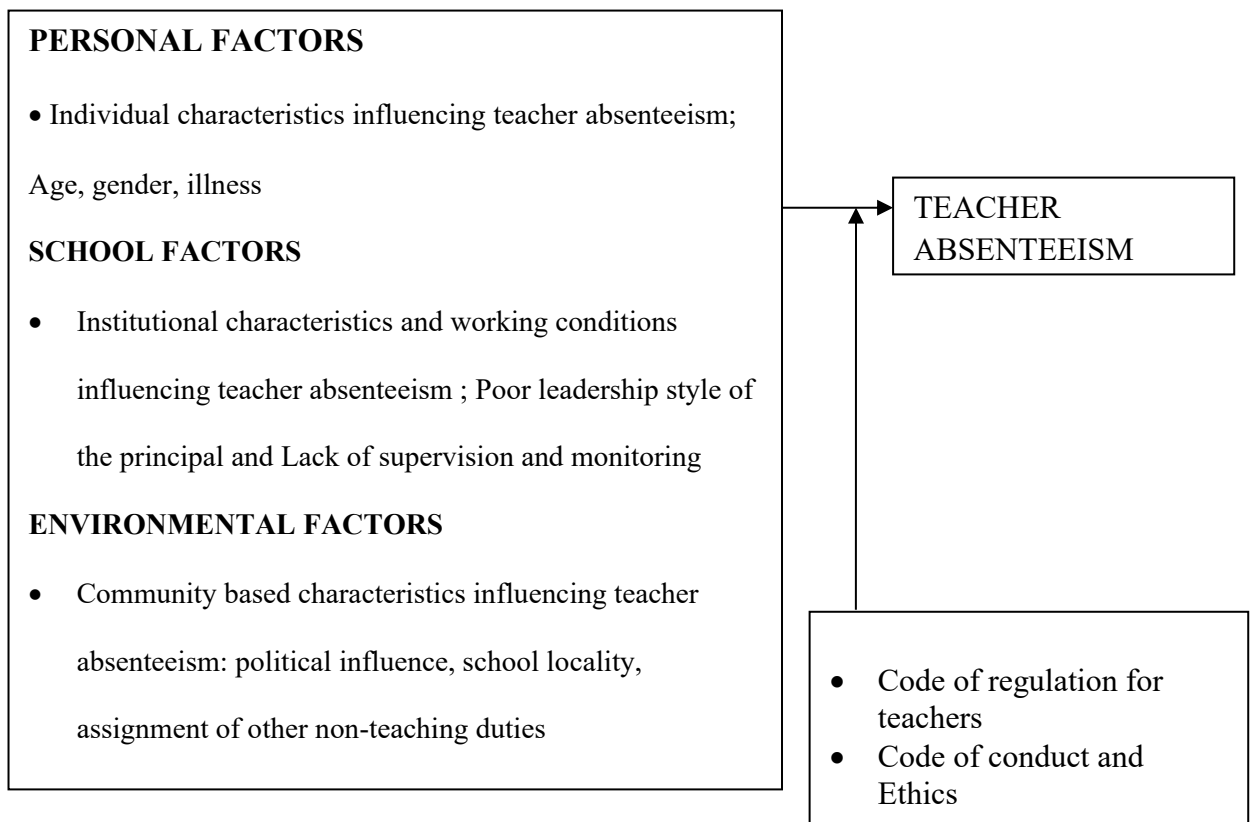 PERSONAL FACTORS
• Individual characteristics influencing teacher absenteeism;
Age, gender, illness
SCHOOL FACTORS
• Institutional characteristics and working conditions
influencing teacher absenteeism ; Poor leadership style of
the principal and Lack of supervision and monitoring
ENVIRONMENTAL FACTORS
• Community based characteristics influencing teacher
absenteeism: political influence, school locality,
assignment of other non-teaching duties
TEACHER
ABSENTEEISM
• Code of regulation for
teachers
• Code of conduct and
Ethics